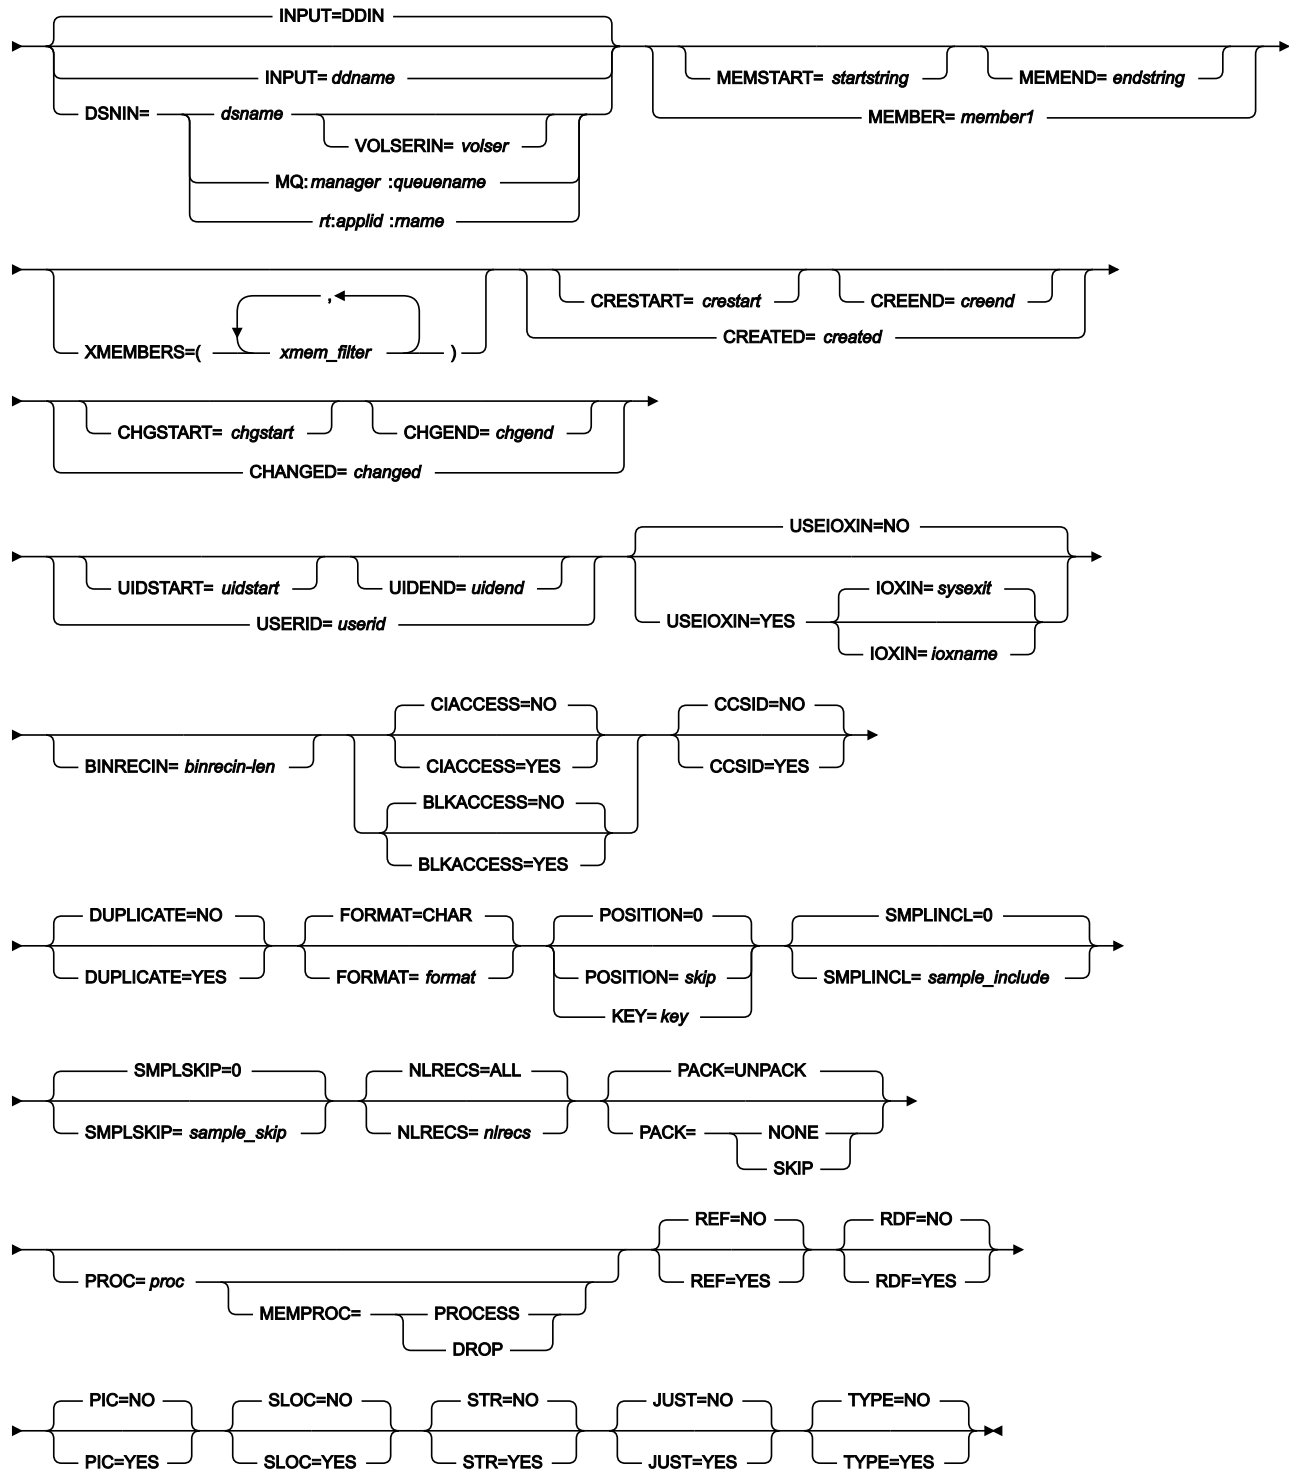 INPUT=DDIN
INPUT= ddname
MEMSTART= startstring MEMEND= endstring
DSNIN= dsname MEMBER= member1
VOLSERIN= volser
MQ:manager :queuename
rt:applid :rname
,
CRESTART= crestart CREEND= creend
CREATED= created
XMEMBERS=( xmem_filter )
CHGSTART= chgstart CHGEND= chgend
CHANGED= changed
USEIOXIN=NO
UIDSTART= uidstart UIDEND= uidend IOXIN= sysexit
USERID= userid USEIOXIN=YES
IOXIN= ioxname
CIACCESS=NO CCSID=NO
BINRECIN= binrecin-len CIACCESS=YES CCSID=YES
BLKACCESS=NO
BLKACCESS=YES
DUPLICATE=NO FORMAT=CHAR POSITION=0 SMPLINCL=0
DUPLICATE=YES FORMAT= format POSITION= skip SMPLINCL= sample_include
KEY= key
SMPLSKIP=0 NLRECS=ALL PACK=UNPACK
SMPLSKIP= sample_skip NLRECS= nlrecs PACK= NONE
SKIP
REF=NO RDF=NO
PROC= proc REF=YES RDF=YES
MEMPROC= PROCESS
DROP
PIC=NO SLOC=NO STR=NO JUST=NO TYPE=NO
PIC=YES SLOC=YES STR=YES JUST=YES TYPE=YES